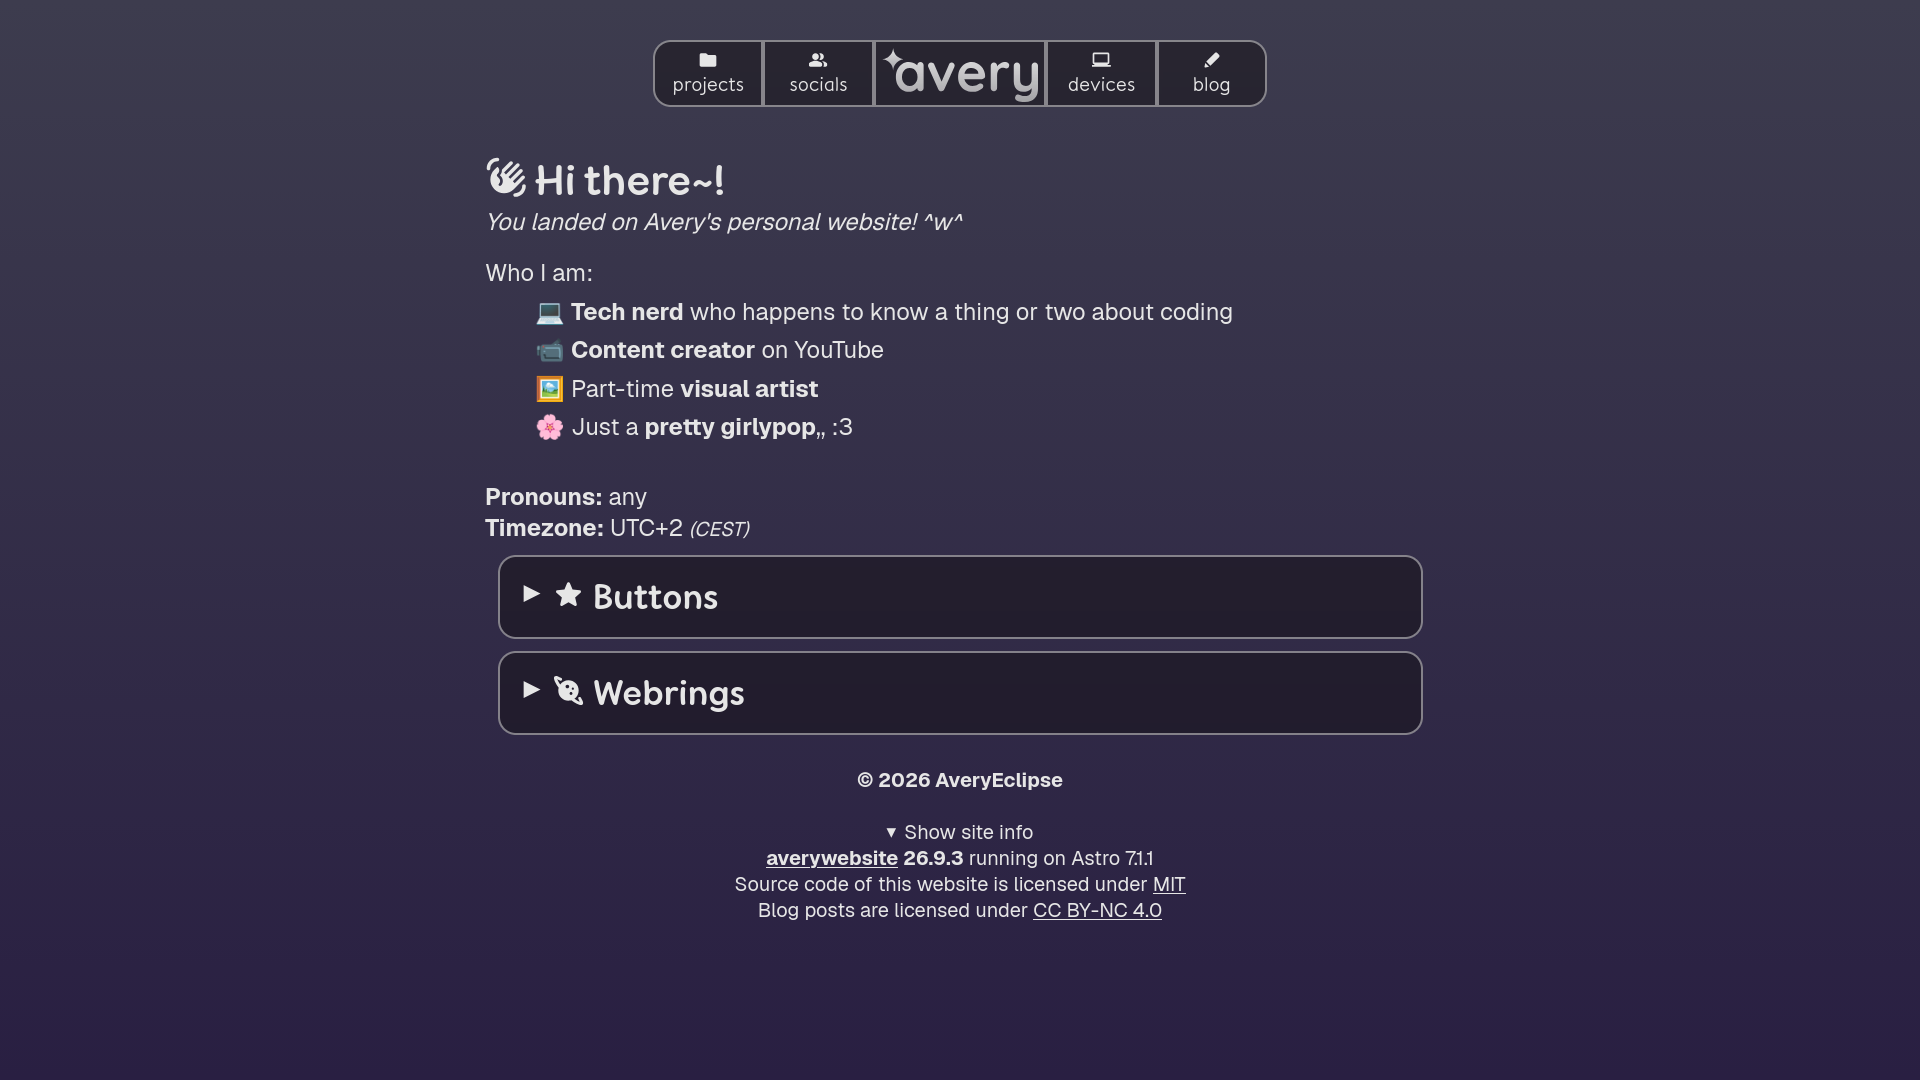 projects
socials
avery
devices
blog
Hi there~!
You landed on Avery's personal website! ^w^
Who I am:
💻 Tech nerd who happens to know a thing or two about coding
📹 Content creator on YouTube
🖼️ Part-time visual artist
🌸 Just a pretty girlypop,, :3
Pronouns: any
Timezone: UTC+2 (CEST)
▶ Buttons
▶ Webrings
© 2026 AveryEclipse
▼ Show site info
averywebsite 26.9.3 running on Astro 7.1.1
Source code of this website is licensed under MIT
Blog posts are licensed under CC BY-NC 4.0